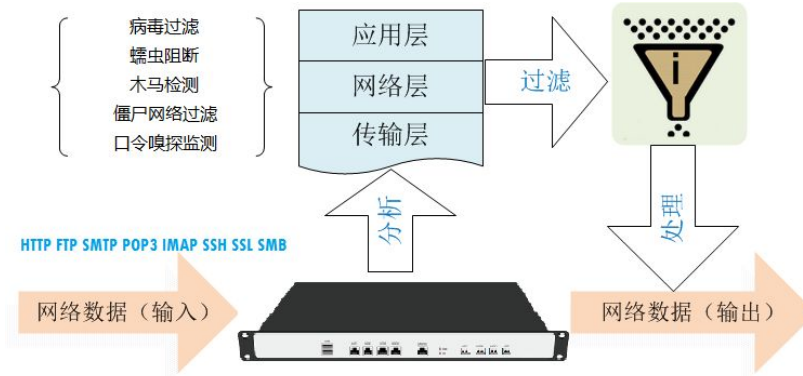 病毒过滤
蠕虫阻断
木马检测
僵尸网络过滤
口令嗅探监测
应用层
网络层
传输层
过滤
i
分析
处理
HTTP FTP SMTP POP3 IMAP SSH SSL SMB
网络数据（输入）
网络数据（输出）